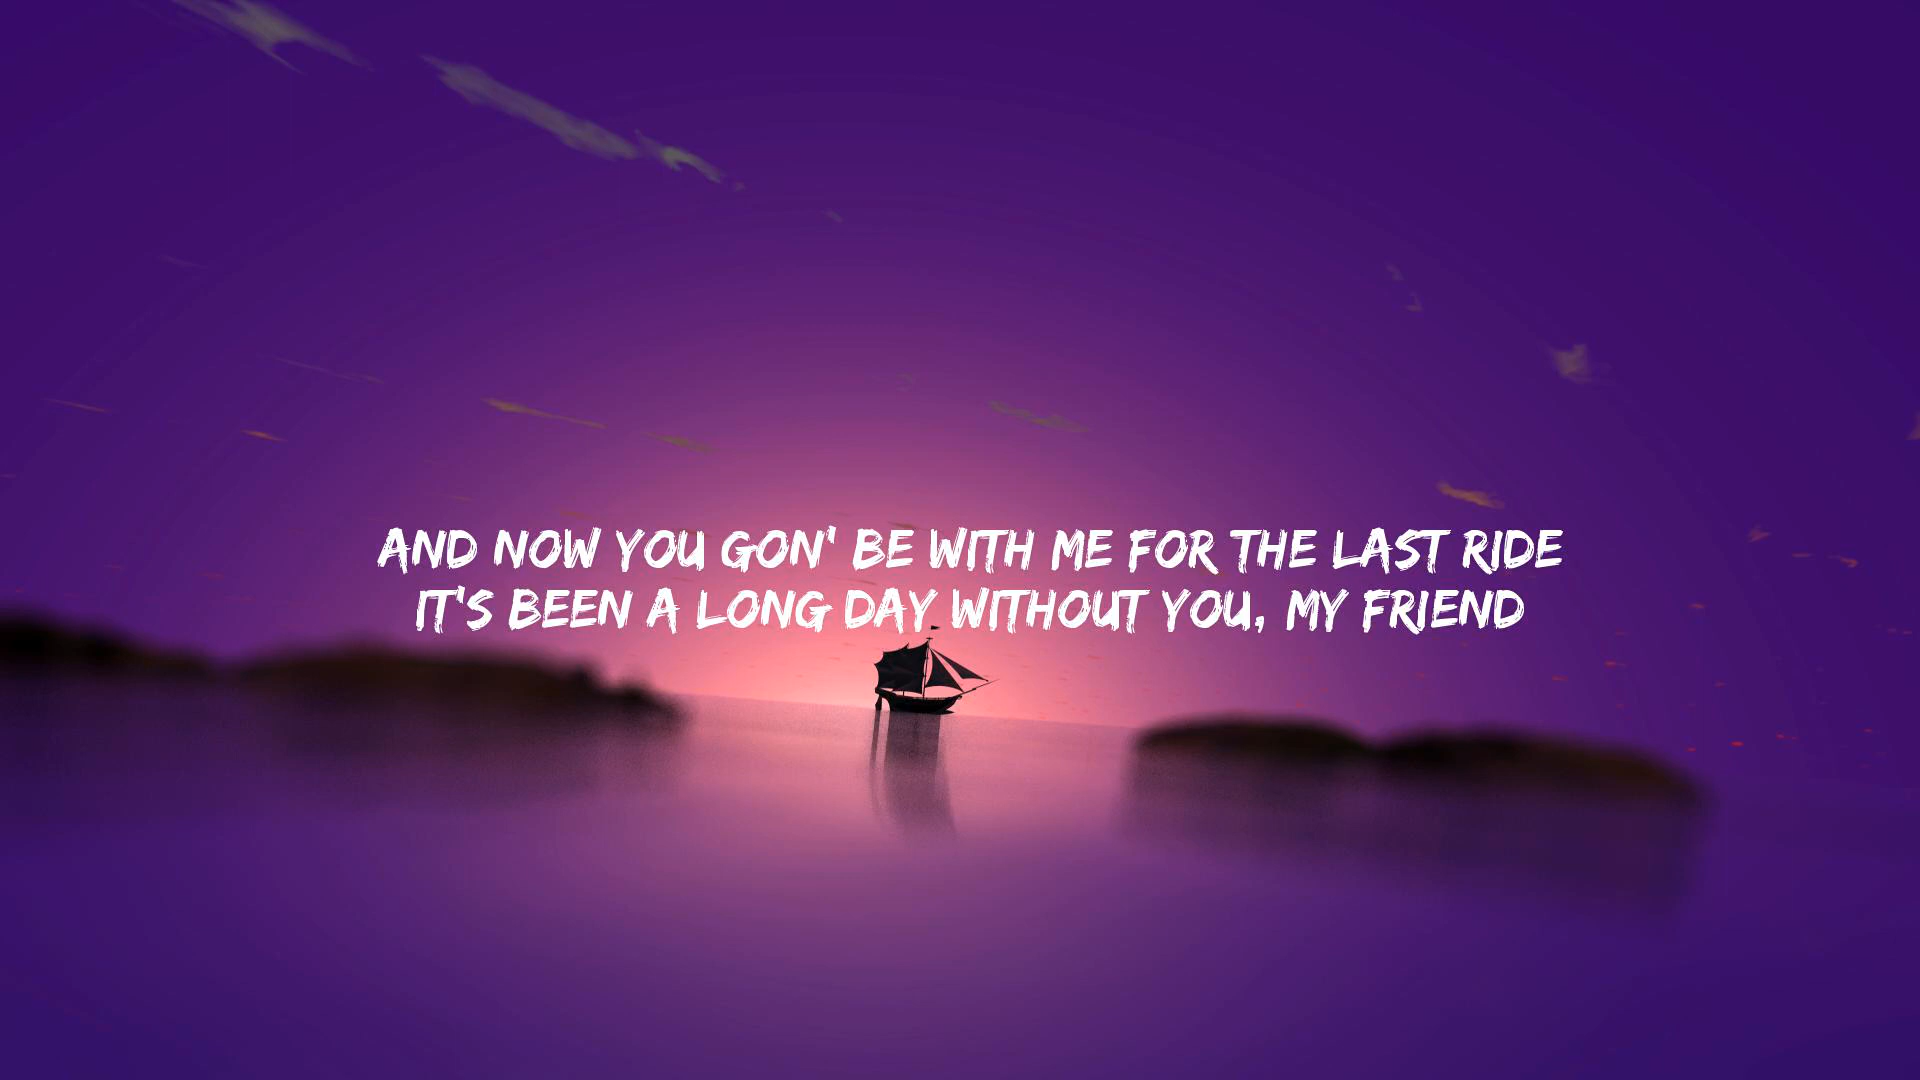 AND NOW YOU GON' BE WITH ME FOR THE LAST RIDE
IT'S BEEN A LONG DAY WITHOUT YOU, MY FRIEND